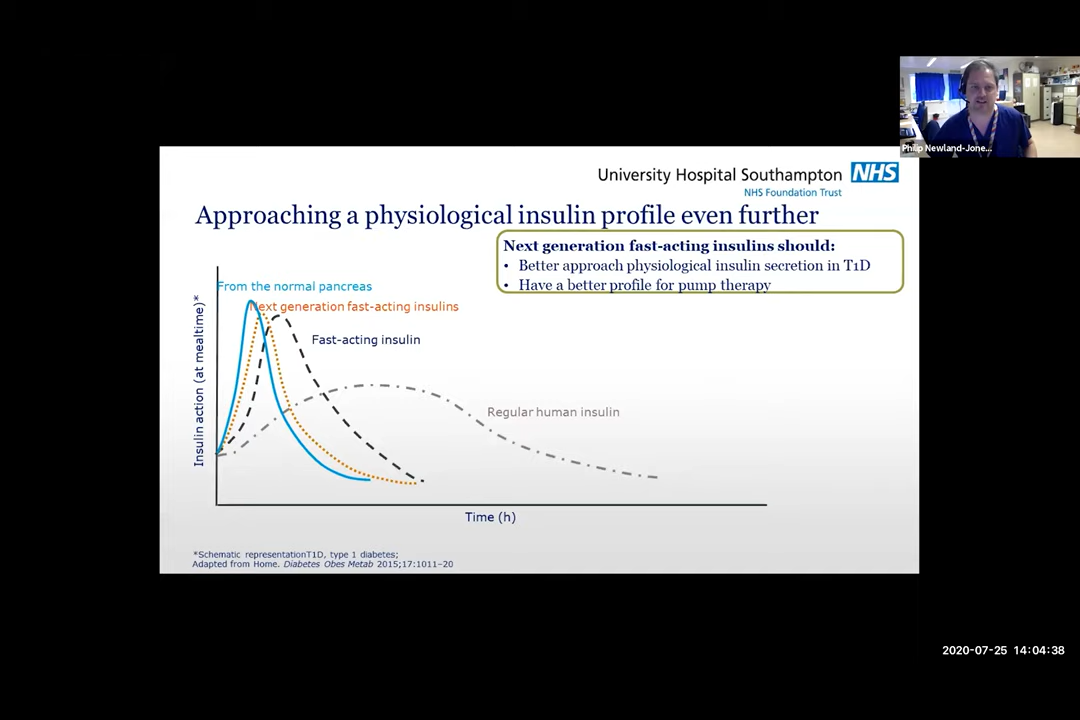 Philip Newland-Jone...
University Hospital Southampton NHS
NHS Foundation Trust
Approaching a physiological insulin profile even further
Next generation fast-acting insulins should:
• Better approach physiological insulin secretion in T1D
• Have a better profile for pump therapy
From the normal pancreas
Next generation fast-acting insulins
Fast-acting insulin
Regular human insulin
Insulin action (at mealtime)*
Time (h)
*Schematic representationT1D, type 1 diabetes;
Adapted from Home. Diabetes Obes Metab 2015;17:1011–20
2020-07-25 14:04:38